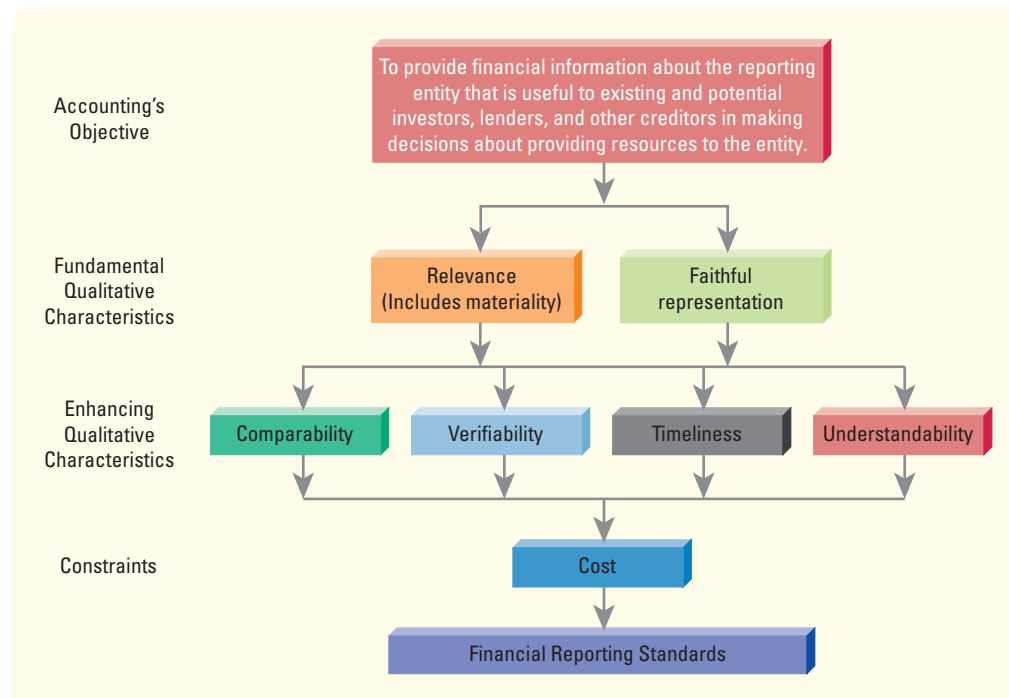 Accounting's
Objective
To provide financial information about the reporting
entity that is useful to existing and potential
investors, lenders, and other creditors in making
decisions about providing resources to the entity.
Fundamental
Qualitative
Characteristics
Relevance
(Includes materiality)
Faithful
representation
Enhancing
Qualitative
Characteristics
Comparability
Verifiability
Timeliness
Understandability
Constraints
Cost
Financial Reporting Standards